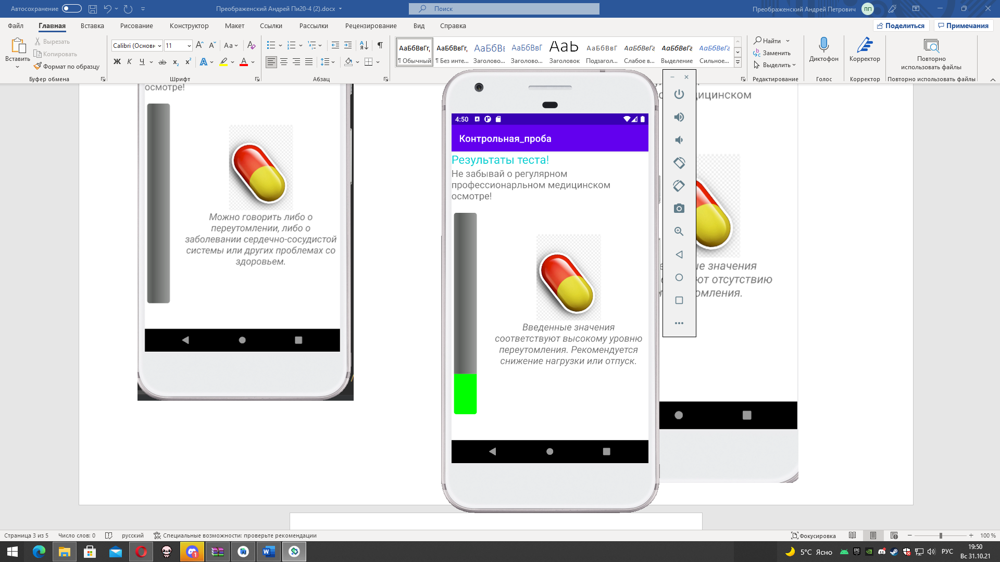 Автосохранение
Преображенский Андрей Пи20-4 (2).docx
Поиск
Преображенский Андрей Петрович
ПП
Файл
Главная
Вставка
Рисование
Конструктор
Макет
Ссылки
Рассылки
Рецензирование
Вид
Справка
Поделиться
Примечания
Вставить
Вырезать
Копировать
Формат по образцу
Буфер обмена
Calibri (Основн
11
Шрифт
Абзац
АаБбВвГг,
АаБбВвГг,
АаБбВв
АаБбВвГ
АаЬ
АаБбВвГ
АаБбВвГг
АаБбВвГг
АаБбВвГг
¶ Обычный
¶ Без инте...
Заголово...
Заголово...
Заголовок
Подзагол...
Слабое в...
Выделение
Сильное...
Найти
Заменить
Выделить
Редактирование
Диктофон
Голос
Корректор
Корректор
Повторно
использовать файлы
Повторно использовать файлы
осмотре!
Можно говорить либо о
переутомлении, либо о
заболевании сердечно-сосудистой
системы или других проблемах со
здоровьем.
4:50
Контрольная_проба
Результаты теста!
Не забывай о регулярном
профессионарльном медицинском
осмотре!
Введенные значения
соответствуют высокому уровню
переутомления. Рекомендуется
снижение нагрузки или отпуск.
ицинском
е значения
ют отсутствию
омления.
Страница 3 из 5
Число слов: 0
русский
Специальные возможности: проверьте рекомендации
Фокусировка
100 %
5°C Ясно
РУС
19:50
Вс 31.10.21